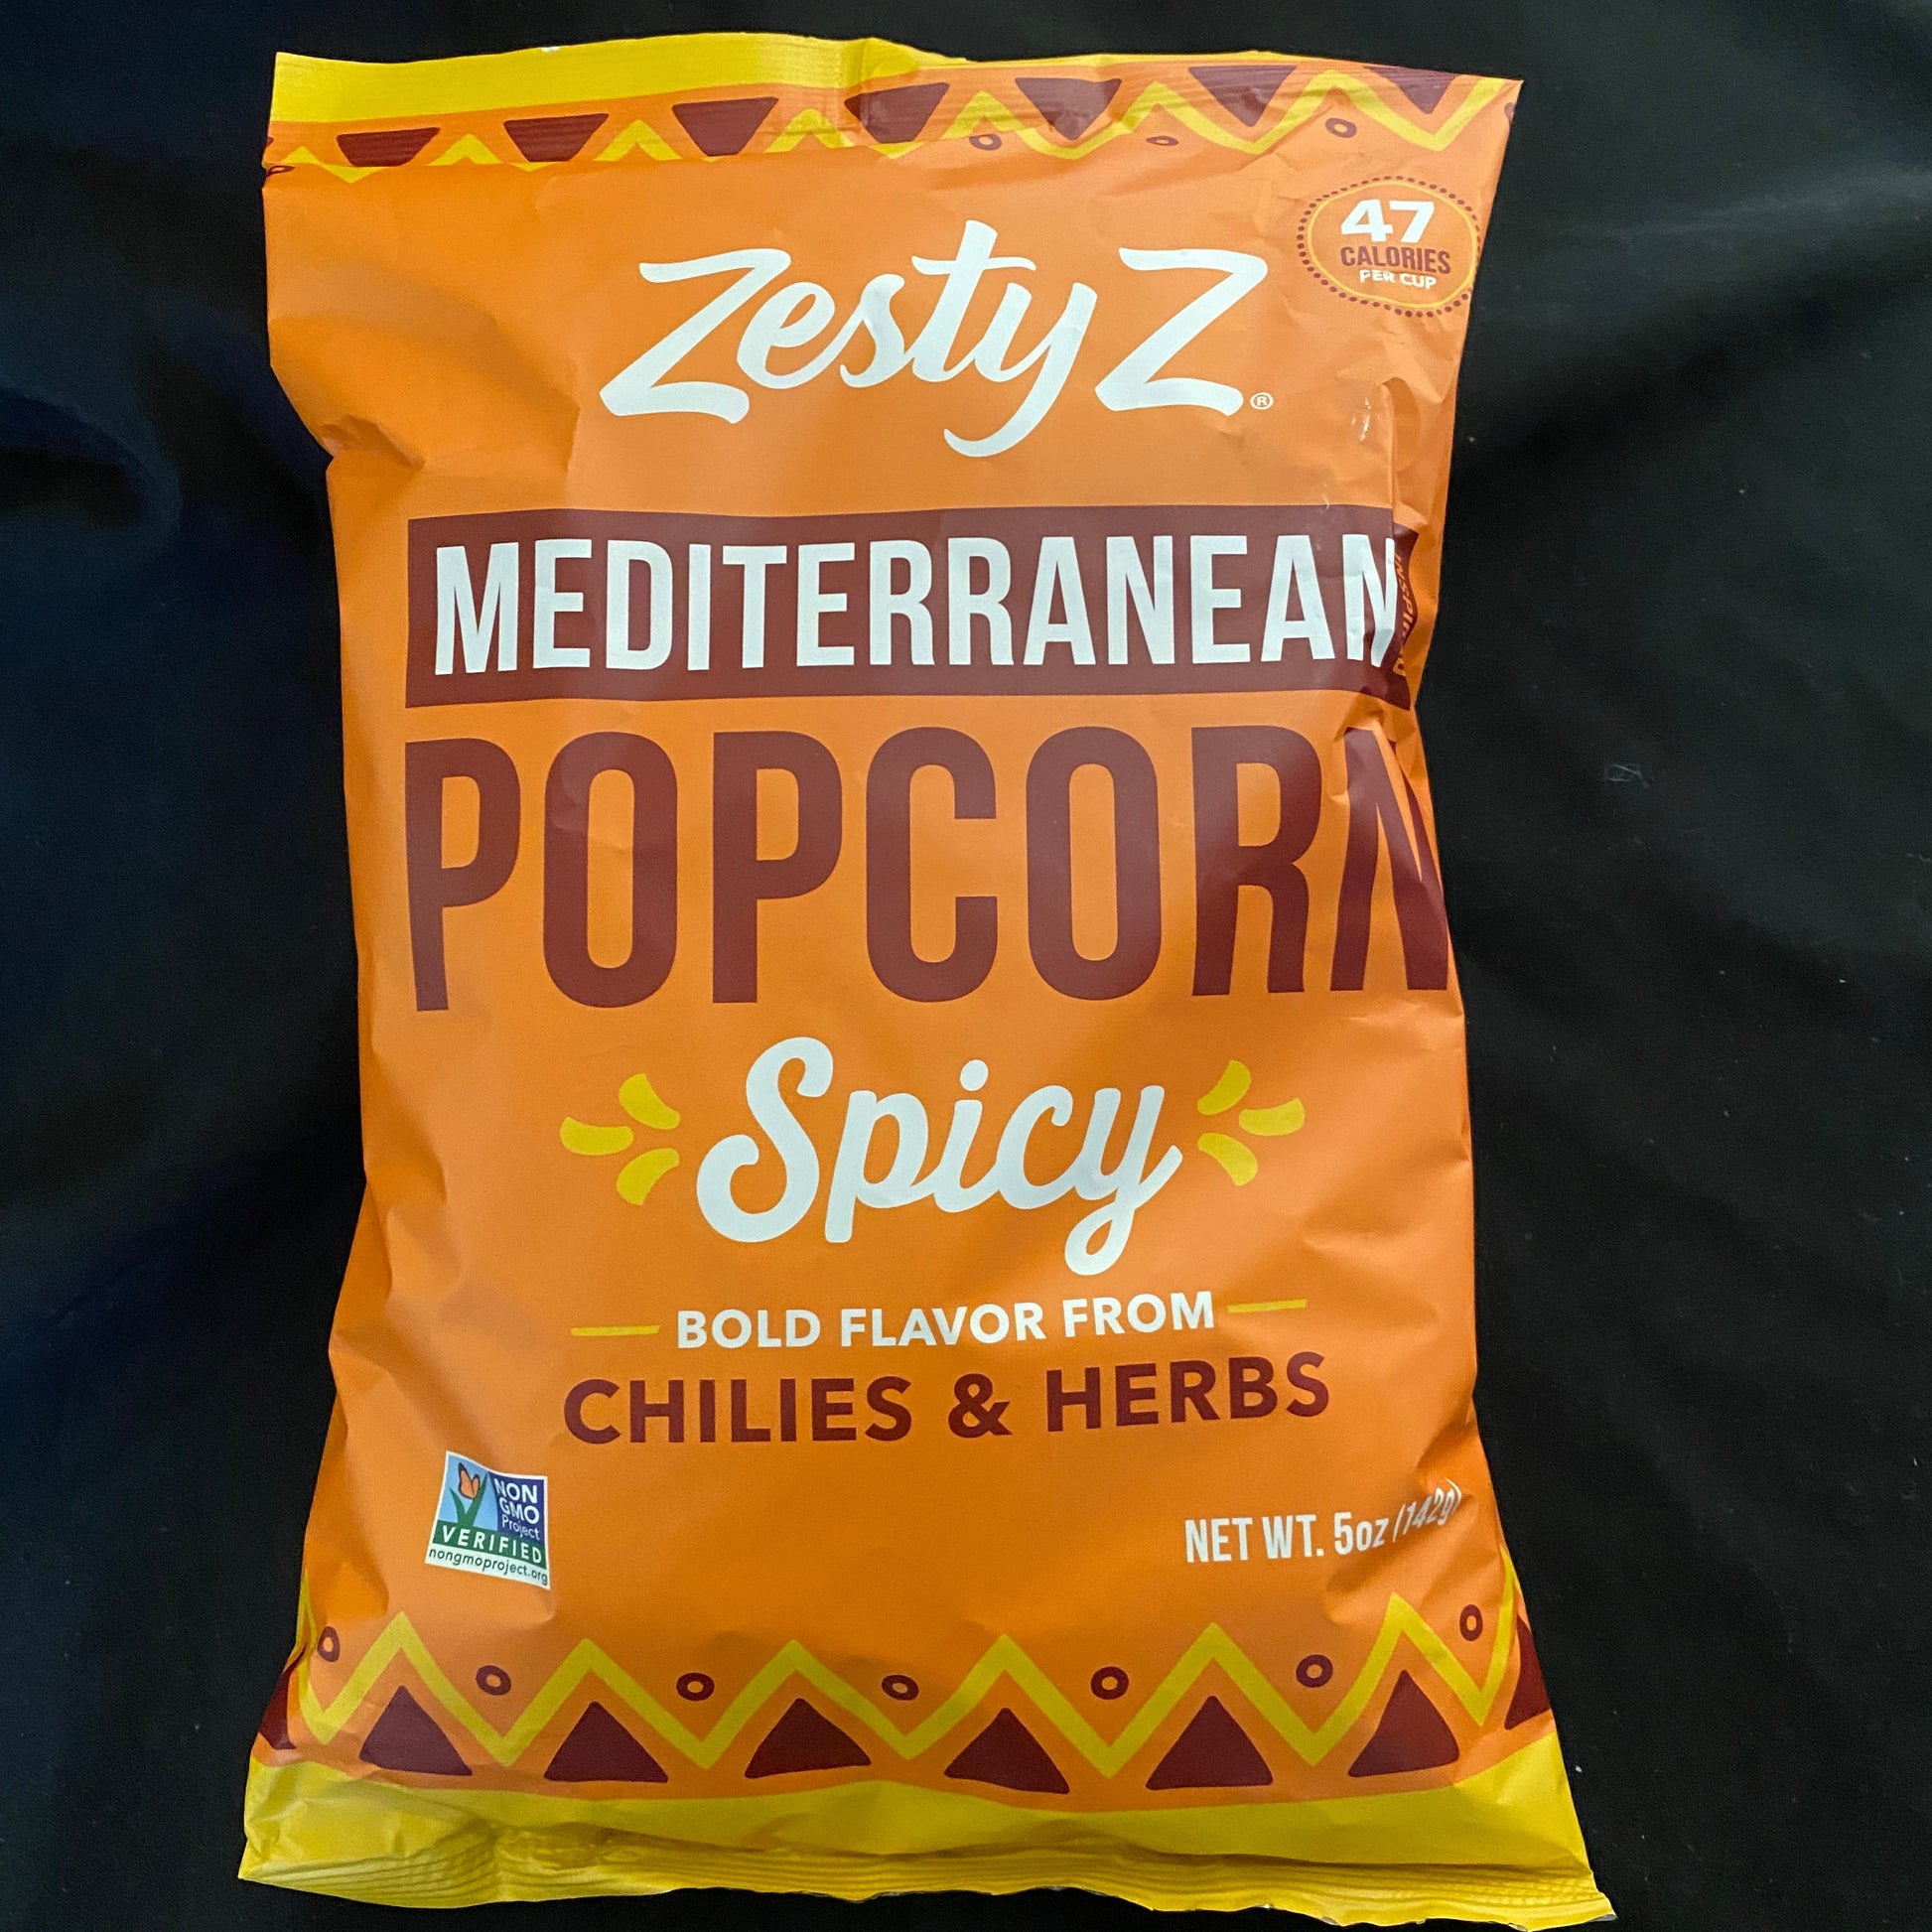 47
CALORIES
PER CUP
Zesty Z®
MEDITERRANEAN
POPCORN
Spicy
BOLD FLAVOR FROM
CHILIES & HERBS
NON
GMO
Project
VERIFIED
nongmoproject.org
NET WT. 5oz (142g)